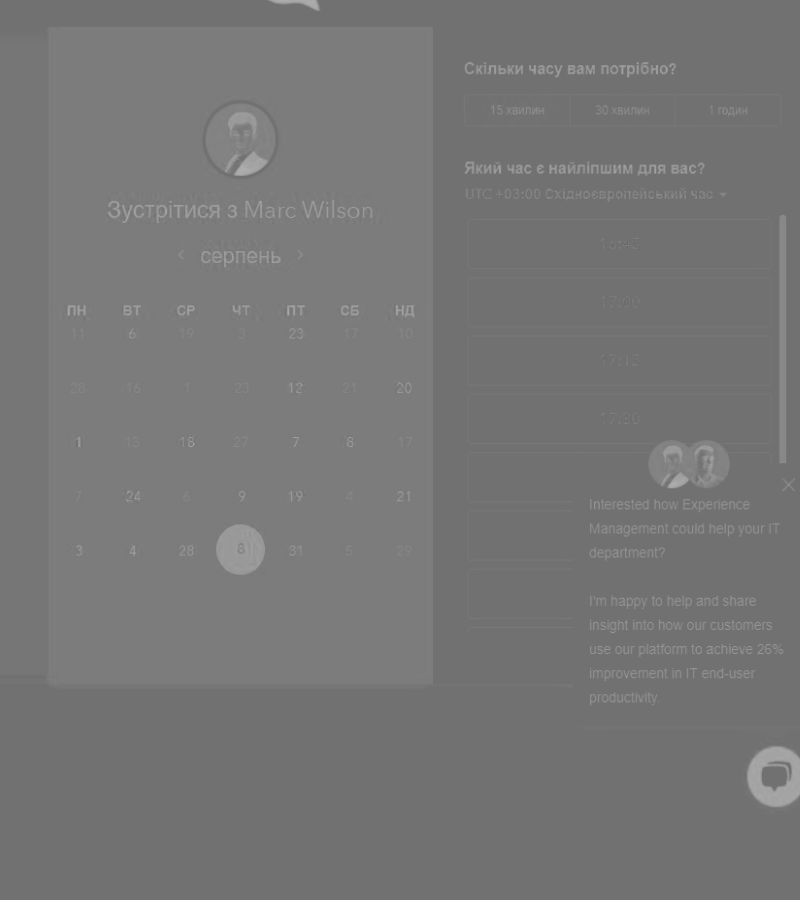 Зустрітися з Marc Wilson
серпень
ПН ВТ СР ЧТ ПТ СБ НД
11 6 19 3 23 17 10
28 16 1 23 12 21 20
1 13 18 27 7 8 17
7 24 6 9 19 4 21
3 4 28 8 31 5 29
Скільки часу вам потрібно?
15 хвилин 30 хвилин 1 годин
Який час є найліпшим для вас?
UTC +03:00 Східноєвропейський час
16:45
17:00
17:15
17:30
Interested how Experience
Management could help your IT
department?
I'm happy to help and share
insight into how our customers
use our platform to achieve 26%
improvement in IT end-user
productivity.